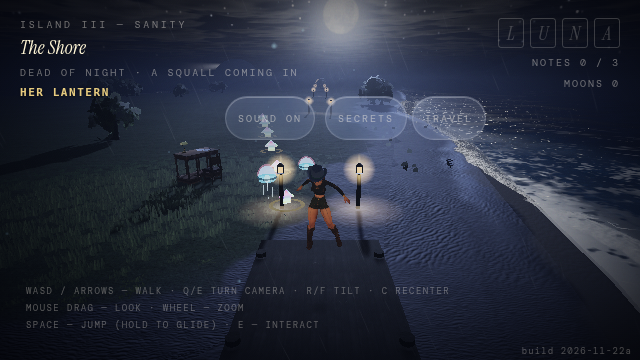 ISLAND III — SANITY
The Shore
DEAD OF NIGHT · A SQUALL COMING IN
HER LANTERN
L U N A
NOTES 0 / 3
MOONS 0
SOUND ON
SECRETS
TRAVEL
WASD / ARROWS — WALK · Q/E TURN CAMERA · R/F TILT · C RECENTER
MOUSE DRAG — LOOK · WHEEL — ZOOM
SPACE — JUMP (HOLD TO GLIDE) · E — INTERACT
build 2026-11-22a